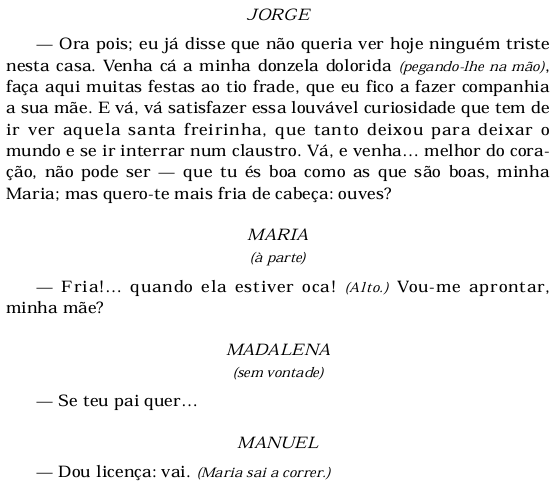 JORGE
— Ora pois; eu já disse que não queria ver hoje ninguém triste
nesta casa. Venha cá a minha donzela dolorida (pegando-lhe na mão),
faça aqui muitas festas ao tio frade, que eu fico a fazer companhia
a sua mãe. E vá, vá satisfazer essa louvável curiosidade que tem de
ir ver aquela santa freirinha, que tanto deixou para deixar o
mundo e se ir interrar num claustro. Vá, e venha... melhor do cora-
ção, não pode ser — que tu és boa como as que são boas, minha
Maria; mas quero-te mais fria de cabeça: ouves?
MARIA
(à parte)
— Fria!... quando ela estiver oca! (Alto.) Vou-me aprontar,
minha mãe?
MADALENA
(sem vontade)
— Se teu pai quer...
MANUEL
— Dou licença: vai. (Maria sai a correr.)